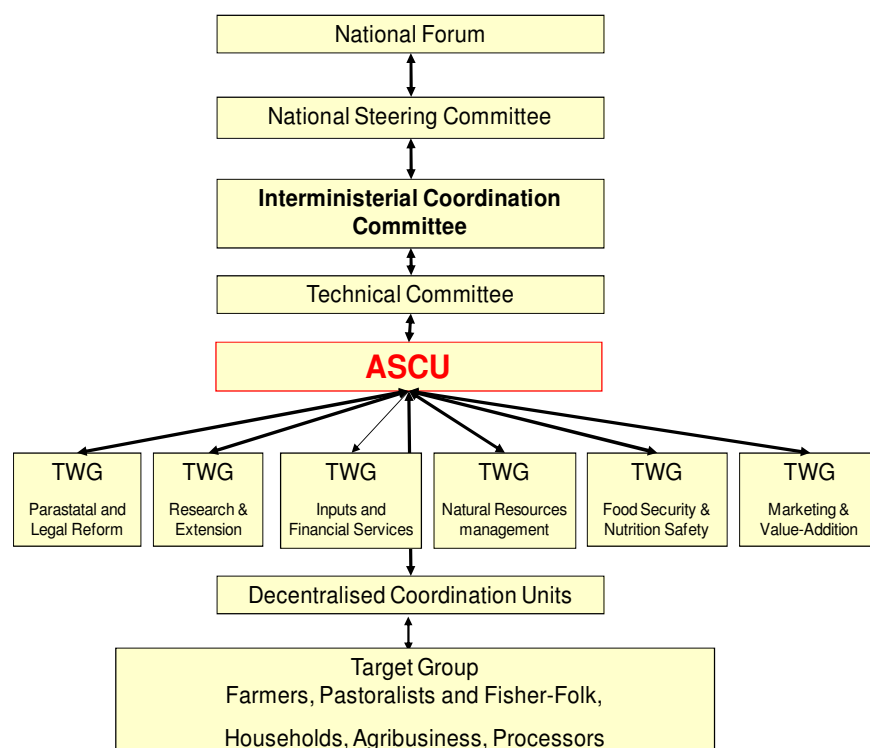 National Forum
National Steering Committee
Interministerial Coordination
Committee
Technical Committee
ASCU
TWG
Parastatal and
Legal Reform
TWG
Research &
Extension
TWG
Inputs and
Financial Services
TWG
Natural Resources
management
TWG
Food Security &
Nutrition Safety
TWG
Marketing &
Value-Addition
Decentralised Coordination Units
Target Group
Farmers, Pastoralists and Fisher-Folk,
Households, Agribusiness, Processors